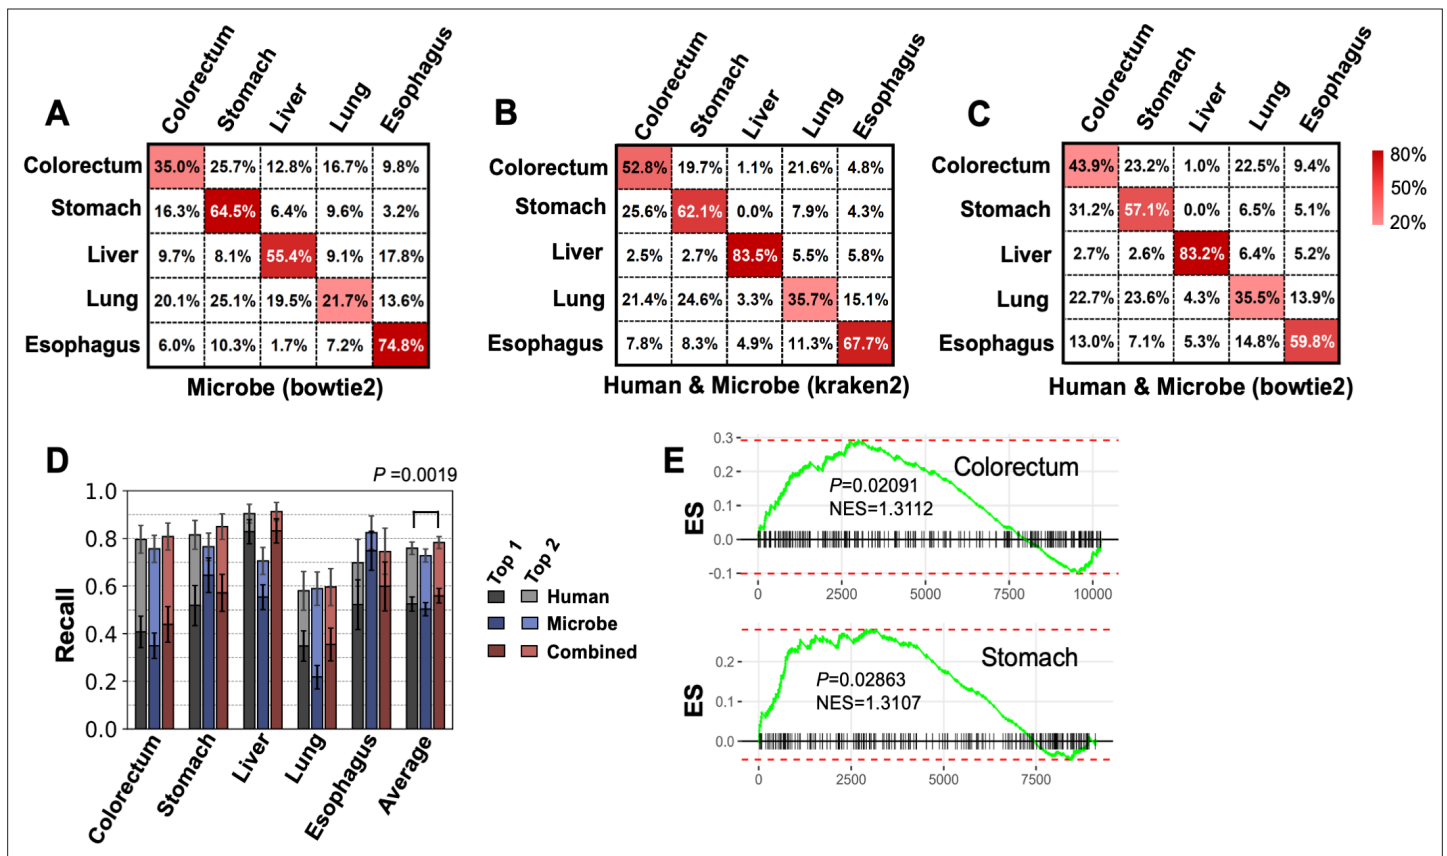 A
Colorectum
Stomach
Liver
Lung
Esophagus
Colorectum 35.0% 25.7% 12.8% 16.7% 9.8%
Stomach 16.3% 64.5% 6.4% 9.6% 3.2%
Liver 9.7% 8.1% 55.4% 9.1% 17.8%
Lung 20.1% 25.1% 19.5% 21.7% 13.6%
Esophagus 6.0% 10.3% 1.7% 7.2% 74.8%
Microbe (bowtie2)
B
Colorectum
Stomach
Liver
Lung
Esophagus
Colorectum 52.8% 19.7% 1.1% 21.6% 4.8%
Stomach 25.6% 62.1% 0.0% 7.9% 4.3%
Liver 2.5% 2.7% 83.5% 5.5% 5.8%
Lung 21.4% 24.6% 3.3% 35.7% 15.1%
Esophagus 7.8% 8.3% 4.9% 11.3% 67.7%
Human & Microbe (kraken2)
C
Colorectum
Stomach
Liver
Lung
Esophagus
Colorectum 43.9% 23.2% 1.0% 22.5% 9.4%
Stomach 31.2% 57.1% 0.0% 6.5% 5.1%
Liver 2.7% 2.6% 83.2% 6.4% 5.2%
Lung 22.7% 23.6% 4.3% 35.5% 13.9%
Esophagus 13.0% 7.1% 5.3% 14.8% 59.8%
Human & Microbe (bowtie2)
80%
50%
20%
D
P =0.0019
Recall
1.0
0.8
0.6
0.4
0.2
0.0
Colorectum
Stomach
Liver
Lung
Esophagus
Average
Top 1
Top 2
Human
Microbe
Combined
E
Colorectum
P=0.02091
NES=1.3112
ES
0.3
0.2
0.1
0.0
-0.1
0 2500 5000 7500 10000
Stomach
P=0.02863
NES=1.3107
ES
0.2
0.1
0.0
0 2500 5000 7500